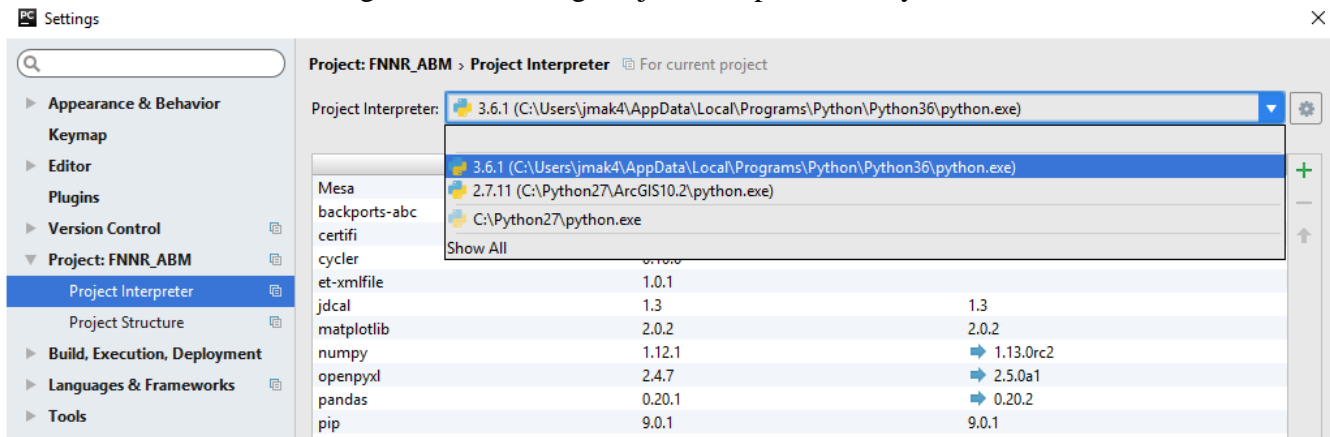 PC Settings
Project: FNNR_ABM › Project Interpreter For current project
Appearance & Behavior
Keymap
Editor
Plugins
Version Control
Project: FNNR_ABM
Project Interpreter
Project Structure
Build, Execution, Deployment
Languages & Frameworks
Tools
Project Interpreter: 3.6.1 (C:\Users\jmak4\AppData\Local\Programs\Python\Python36\python.exe)
3.6.1 (C:\Users\jmak4\AppData\Local\Programs\Python\Python36\python.exe)
2.7.11 (C:\Python27\ArcGIS10.2\python.exe)
C:\Python27\python.exe
Show All
Mesa
backports-abc
certifi
cycler
et-xmlfile 1.0.1
jdcal 1.3 1.3
matplotlib 2.0.2 2.0.2
numpy 1.12.1 1.13.0rc2
openpyxl 2.4.7 2.5.0a1
pandas 0.20.1 0.20.2
pip 9.0.1 9.0.1